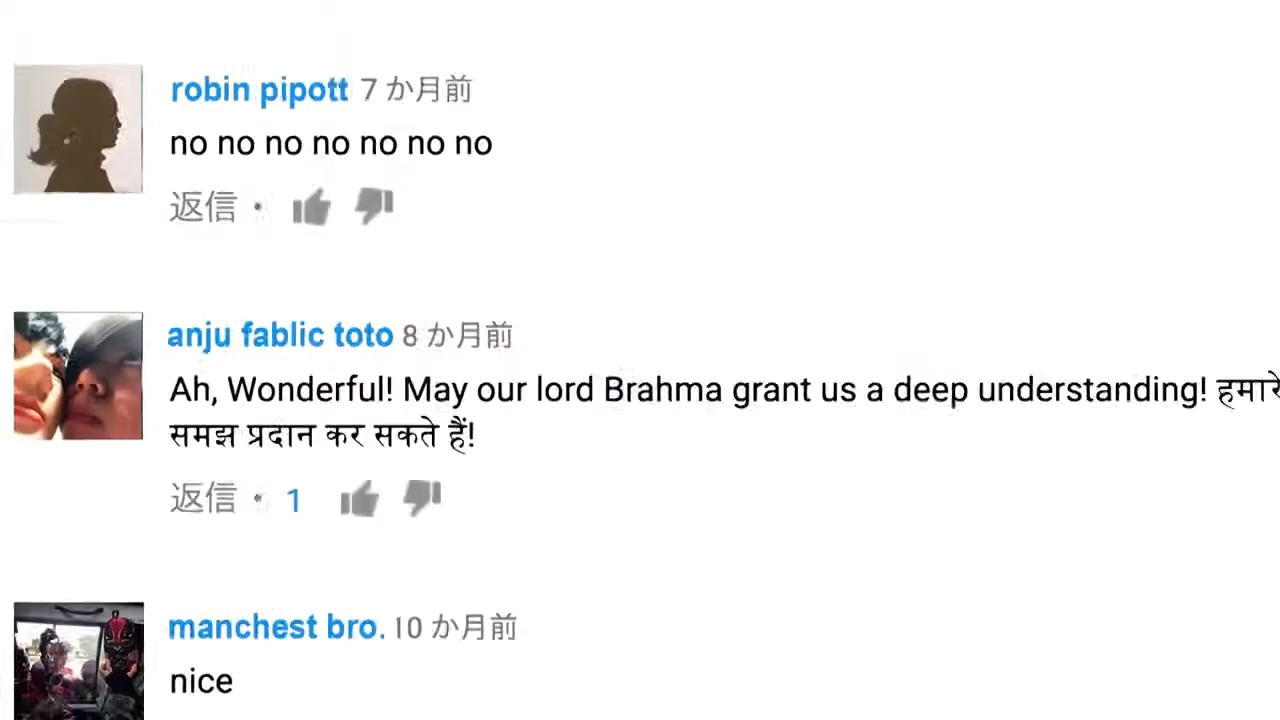 robin pipott 7 か月前
no no no no no no no
返信 •
anju fablic toto 8 か月前
Ah, Wonderful! May our lord Brahma grant us a deep understanding! हमारे
समझ प्रदान कर सकते हैं!
返信 • 1
manchest bro. 10 か月前
nice